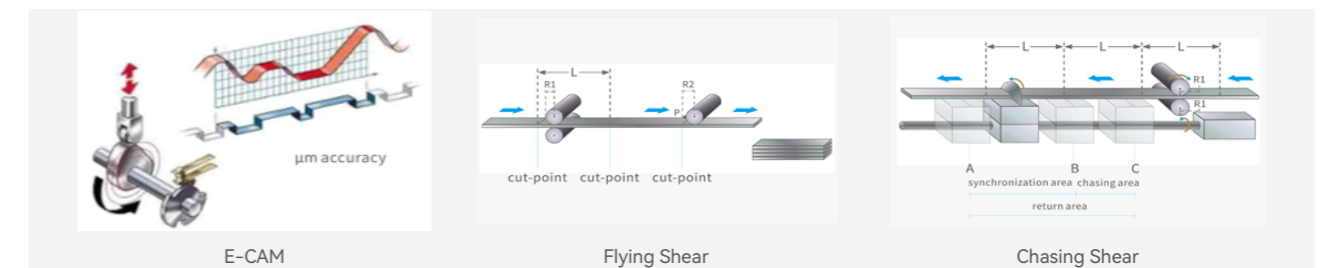 µm accuracy
E-CAM
L
R1
R2
P
cut-point cut-point cut-point
Flying Shear
L L L
R1
R1
A B C
synchronization area chasing area
return area
Chasing Shear